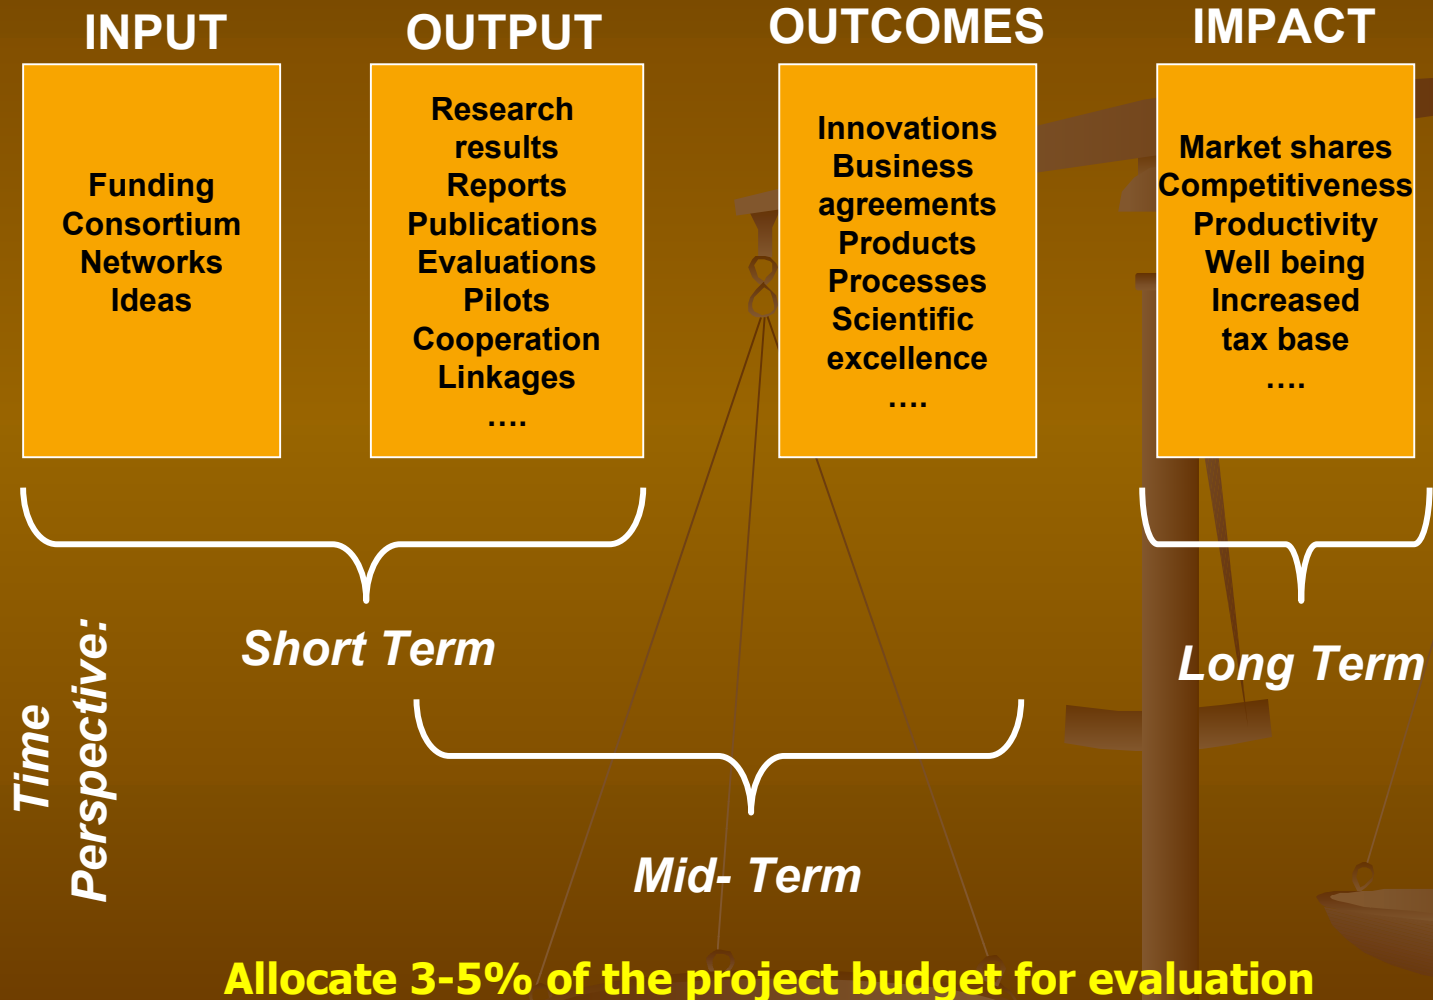 INPUT
Funding
Consortium
Networks
Ideas
OUTPUT
Research
results
Reports
Publications
Evaluations
Pilots
Cooperation
Linkages
….
OUTCOMES
Innovations
Business
agreements
Products
Processes
Scientific
excellence
….
IMPACT
Market shares
Competitiveness
Productivity
Well being
Increased
tax base
….
Time
Perspective:
Short Term
Mid- Term
Long Term
Allocate 3-5% of the project budget for evaluation